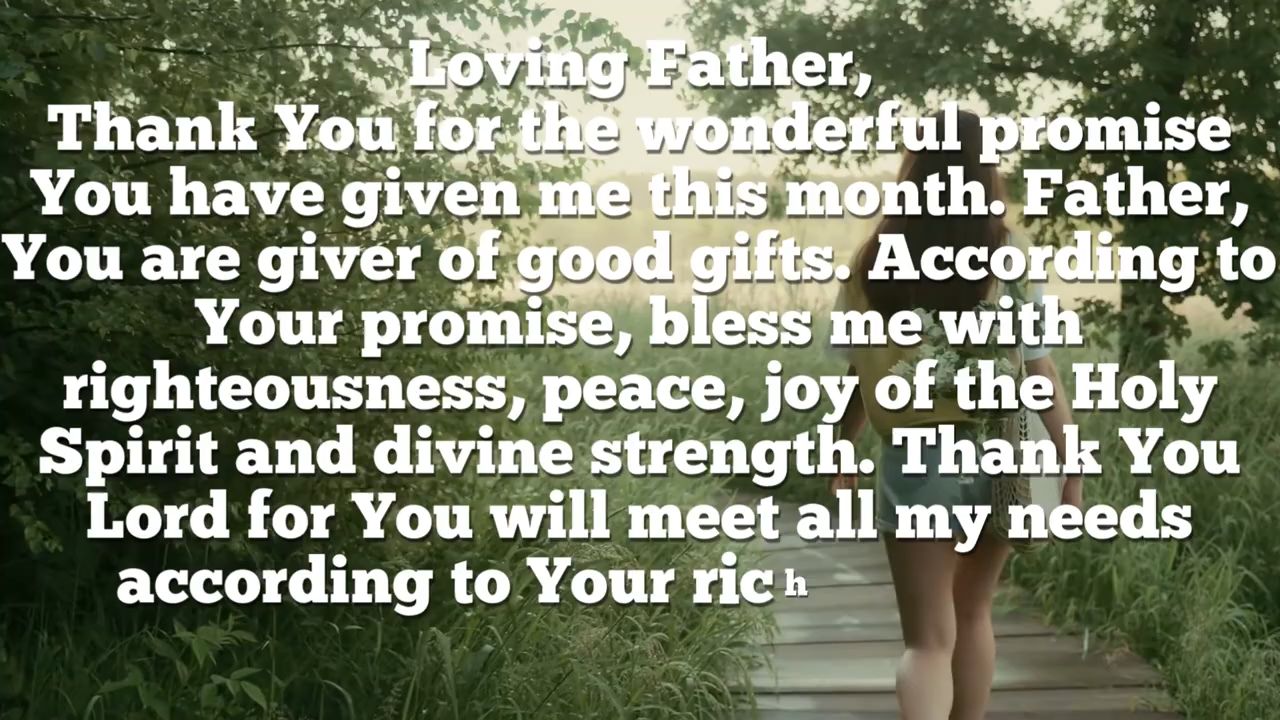 Loving Father,
Thank You for the wonderful promise
You have given me this month. Father,
You are giver of good gifts. According to
Your promise, bless me with
righteousness, peace, joy of the Holy
Spirit and divine strength. Thank You
Lord for You will meet all my needs
according to Your rich